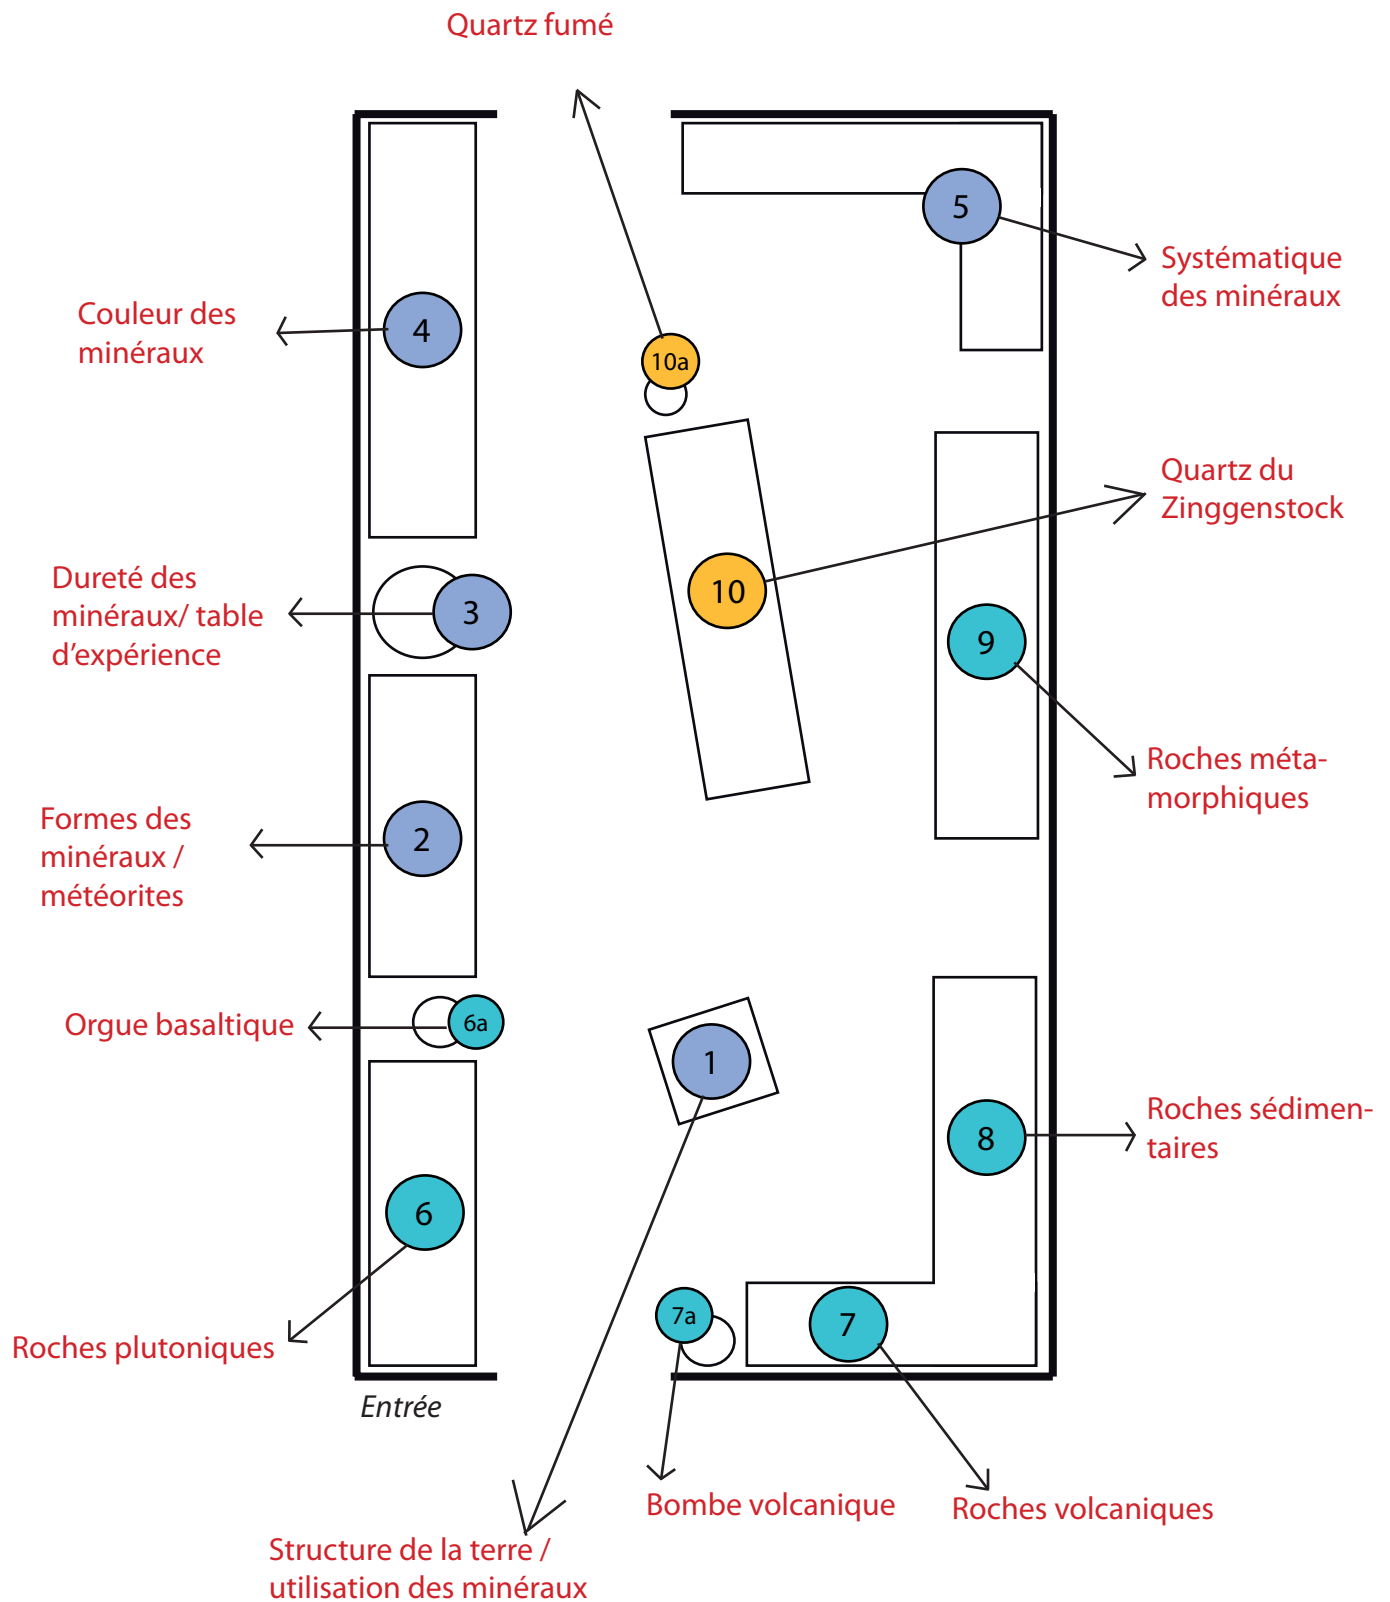 Quartz fumé
5
Systématique
des minéraux
Couleur des
minéraux
4
10a
Quartz du
Zinggenstock
Dureté des
minéraux/ table
d'expérience
3
10
9
Roches méta-
morphiques
Formes des
minéraux /
météorites
2
Orgue basaltique
6a
1
8
Roches sédimen-
taires
6
7a
7
Roches plutoniques
Entrée
Bombe volcanique
Roches volcaniques
Structure de la terre /
utilisation des minéraux